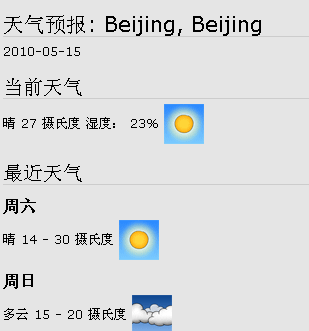 天气预报: Beijing, Beijing
2010-05-15
当前天气
晴 27 摄氏度 湿度： 23%
最近天气
周六
晴 14 - 30 摄氏度
周日
多云 15 - 20 摄氏度